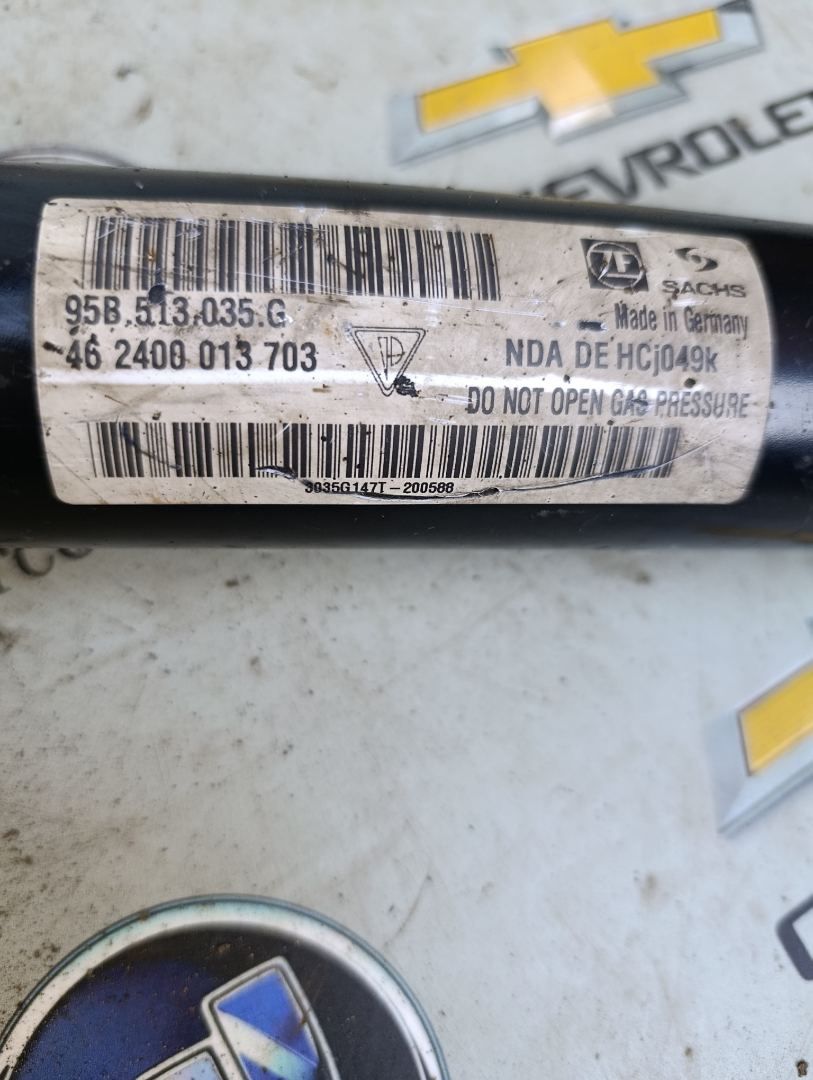 CHEVROLET
ZF
SACHS
95B.513.035.G
Made in Germany
46 2400 013 703
NDA DE HCj049k
DO NOT OPEN GAS PRESSURE
3035G147T-200588